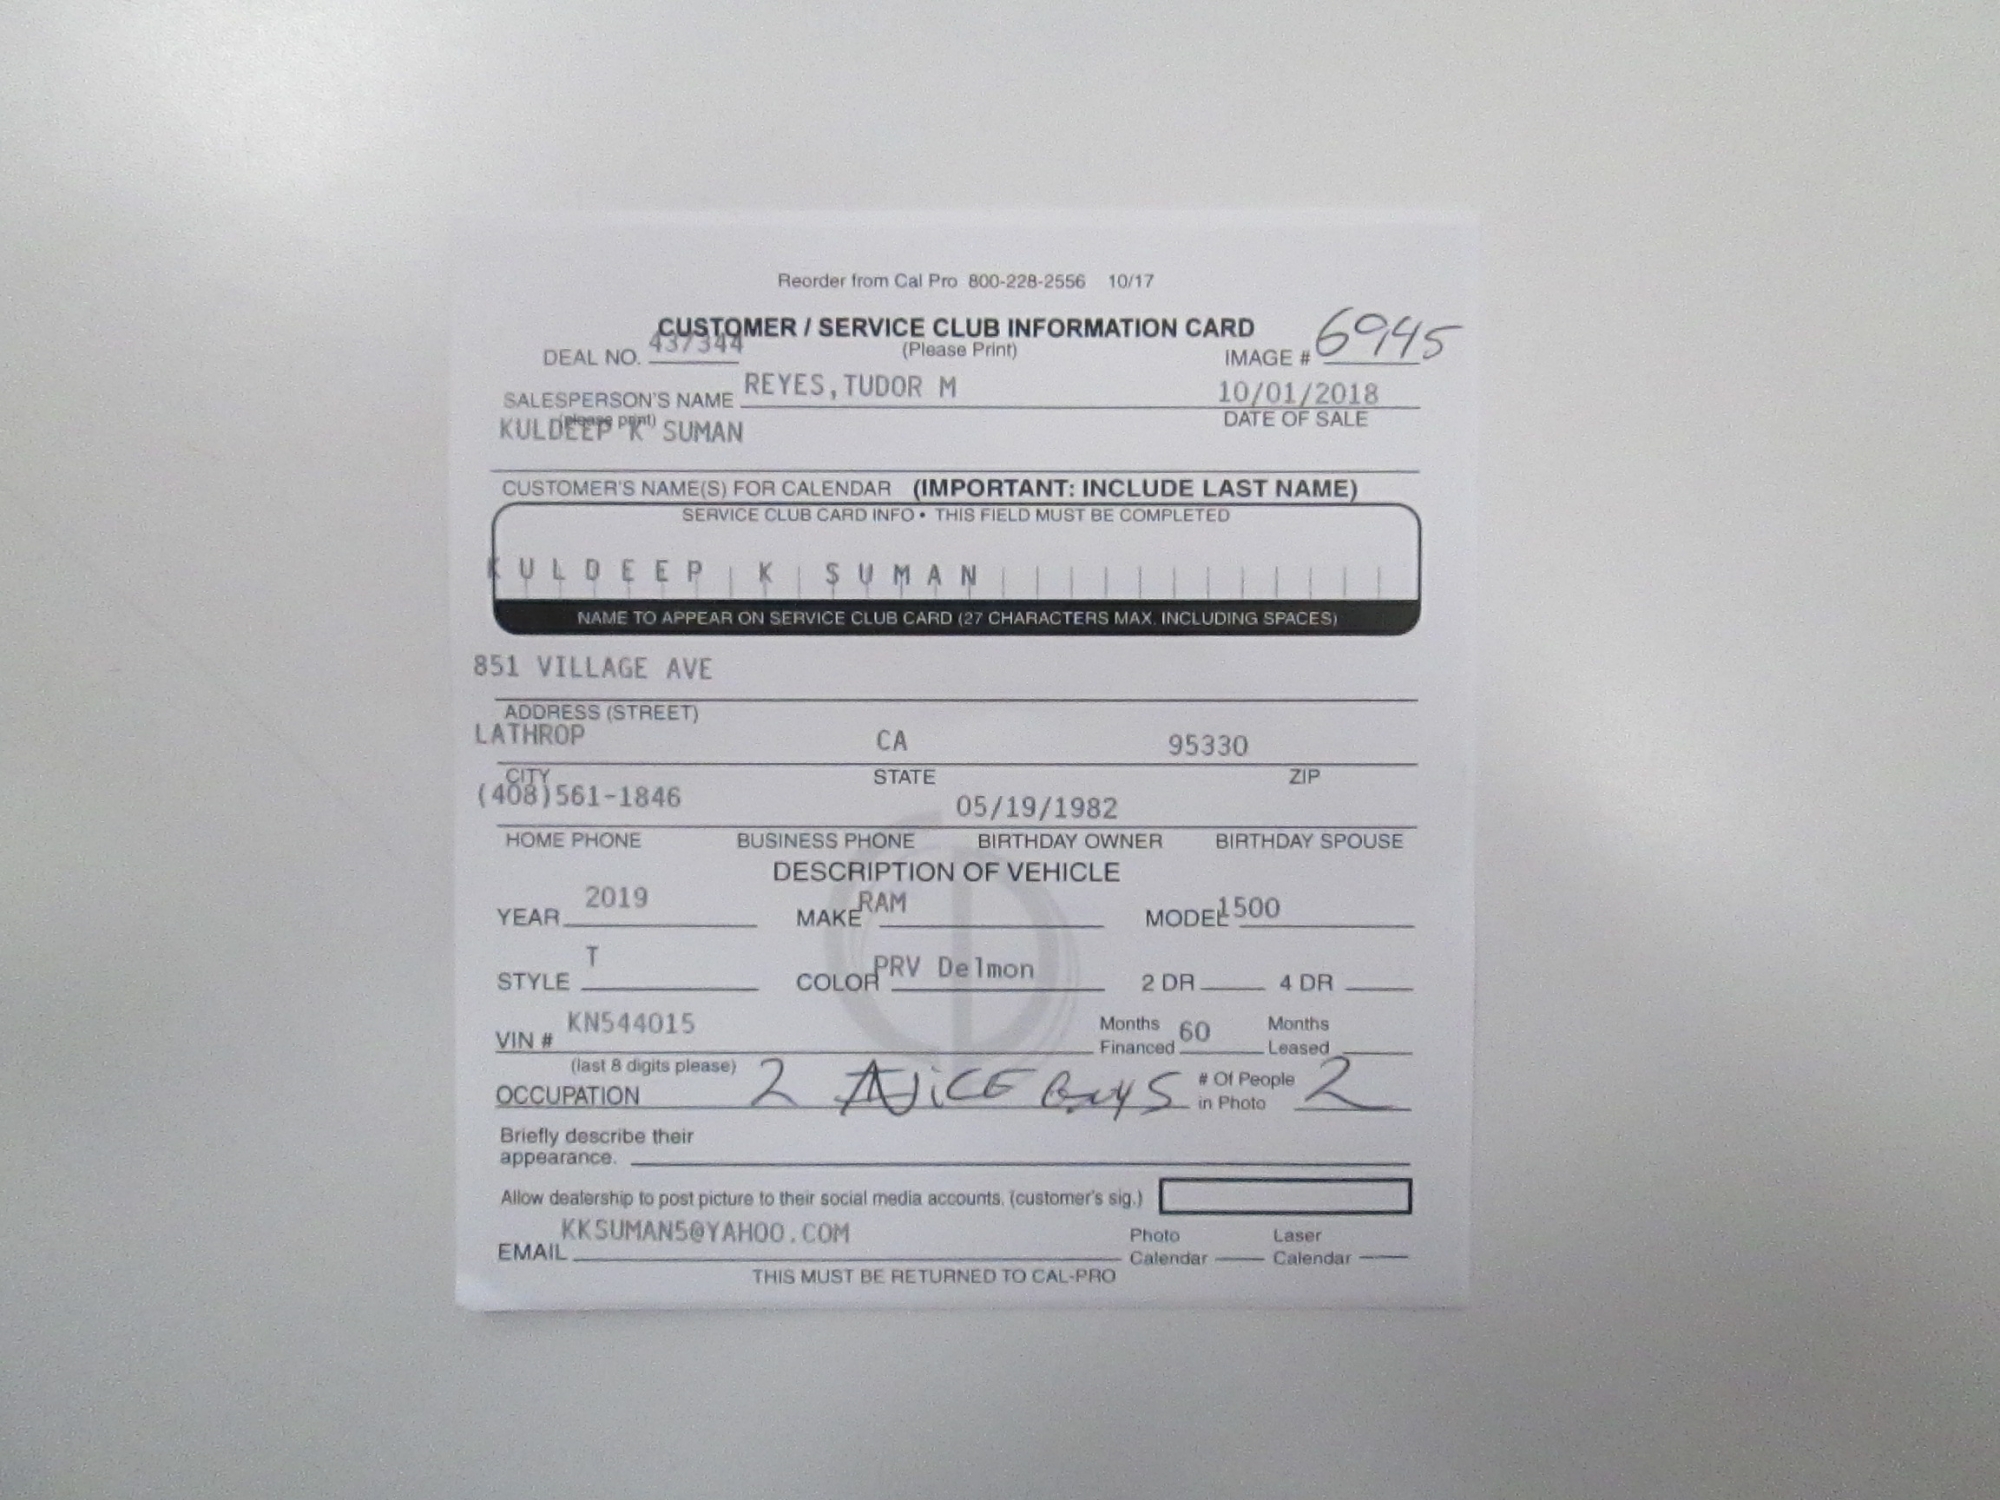 Reorder from Cal Pro 800-228-2556 10/17
CUSTOMER / SERVICE CLUB INFORMATION CARD
(Please Print)
DEAL NO. 437344
IMAGE # 6945
SALESPERSON'S NAME REYES,TUDOR M 10/01/2018
(please print) DATE OF SALE
KULDEEP K SUMAN
CUSTOMER'S NAME(S) FOR CALENDAR (IMPORTANT: INCLUDE LAST NAME)
SERVICE CLUB CARD INFO • THIS FIELD MUST BE COMPLETED
KULDEEP K SUMAN
NAME TO APPEAR ON SERVICE CLUB CARD (27 CHARACTERS MAX. INCLUDING SPACES)
851 VILLAGE AVE
ADDRESS (STREET)
LATHROP CA 95330
CITY STATE ZIP
(408)561-1846 05/19/1982
HOME PHONE BUSINESS PHONE BIRTHDAY OWNER BIRTHDAY SPOUSE
DESCRIPTION OF VEHICLE
YEAR 2019 MAKE RAM MODEL 1500
STYLE T COLOR PRV Delmon 2 DR 4 DR
VIN # KN544015 Months Financed 60 Months Leased
(last 8 digits please)
OCCUPATION 2 NiCE GuyS # Of People in Photo 2
Briefly describe their
appearance.
Allow dealership to post picture to their social media accounts. (customer's sig.)
EMAIL KKSUMAN5@YAHOO.COM Photo Calendar Laser Calendar
THIS MUST BE RETURNED TO CAL-PRO